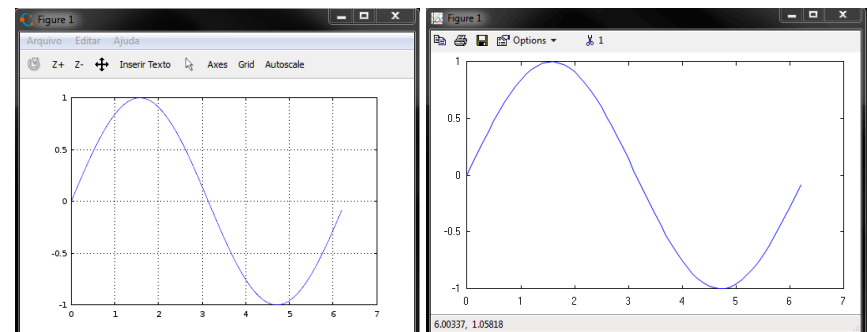 Figure 1
Arquivo Editar Ajuda
Z+ Z- Inserir Texto Axes Grid Autoscale
1
0.5
0
-0.5
-1
0 1 2 3 4 5 6 7
Figure 1
Options 1
1
0.5
0
-0.5
-1
0 1 2 3 4 5 6 7
6.00337, 1.05818